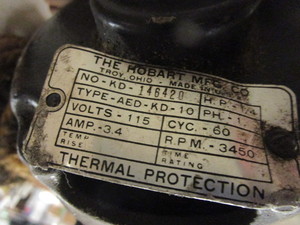 THE HOBART MFG. CO
TROY, OHIO - MADE IN
NO-KD- 146420 H.P.-1/4
TYPE-AED-KD-10 PH-1
VOLTS-115 CYC.-60
AMP.-3.4 R.P.M.-3450
TEMP RISE TIME RATING
THERMAL PROTECTION